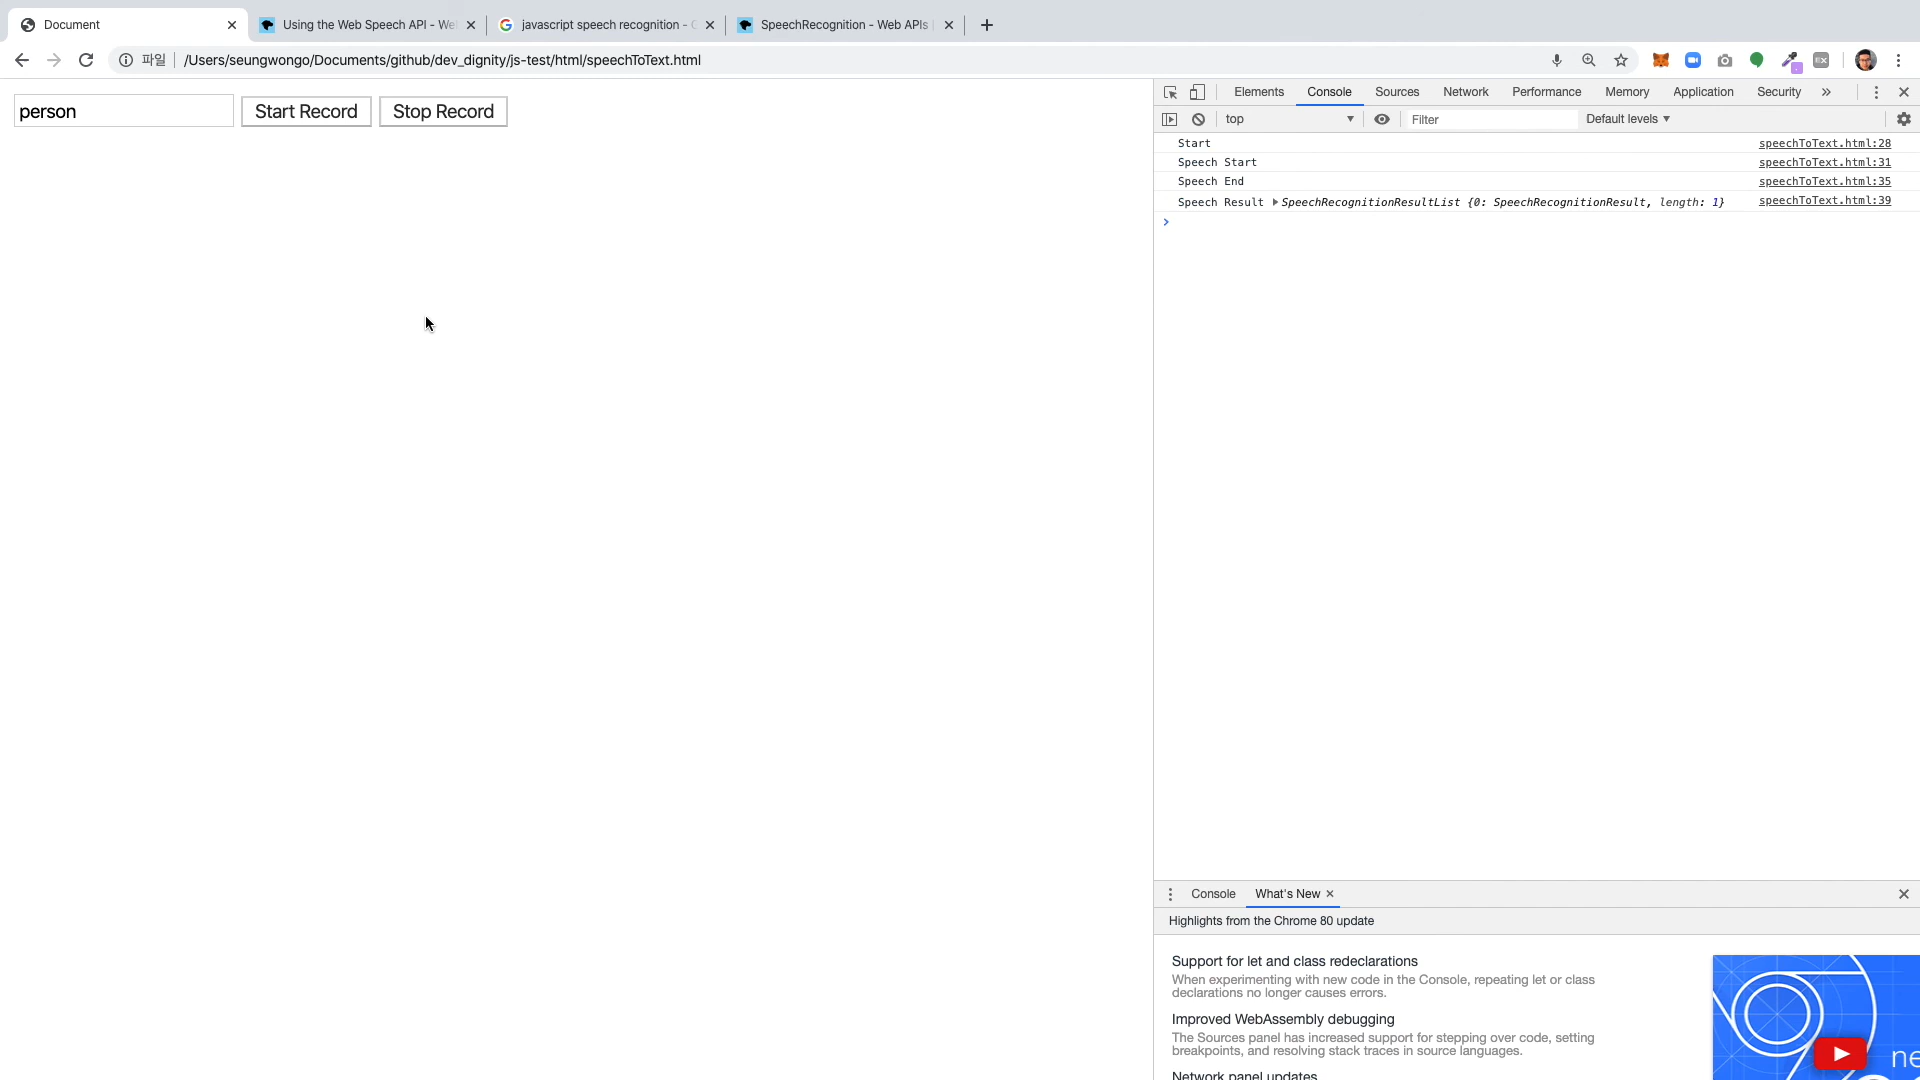 Document
Using the Web Speech API - We
javascript speech recognition -
SpeechRecognition - Web APIs
파일 /Users/seungwongo/Documents/github/dev_dignity/js-test/html/speechToText.html
person Start Record Stop Record
Elements Console Sources Network Performance Memory Application Security »
top Filter Default levels
Start speechToText.html:28
Speech Start speechToText.html:31
Speech End speechToText.html:35
Speech Result SpeechRecognitionResultList {0: SpeechRecognitionResult, length: 1} speechToText.html:39
Console What's New
Highlights from the Chrome 80 update
Support for let and class redeclarations
When experimenting with new code in the Console, repeating let or class
declarations no longer causes errors.
Improved WebAssembly debugging
The Sources panel has increased support for stepping over code, setting
breakpoints, and resolving stack traces in source languages.
Network panel updates
ne